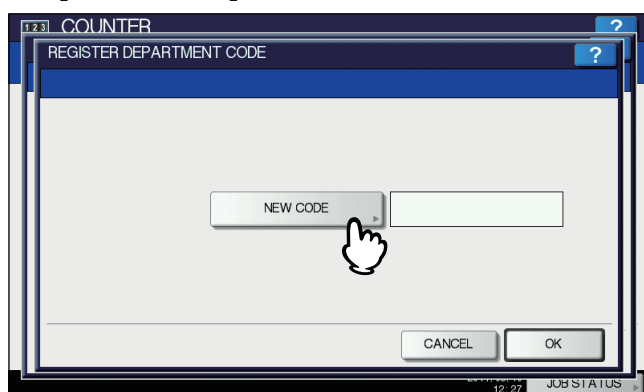 123 COUNTER ?
REGISTER DEPARTMENT CODE ?
NEW CODE
CANCEL OK
12:27 JOB STATUS